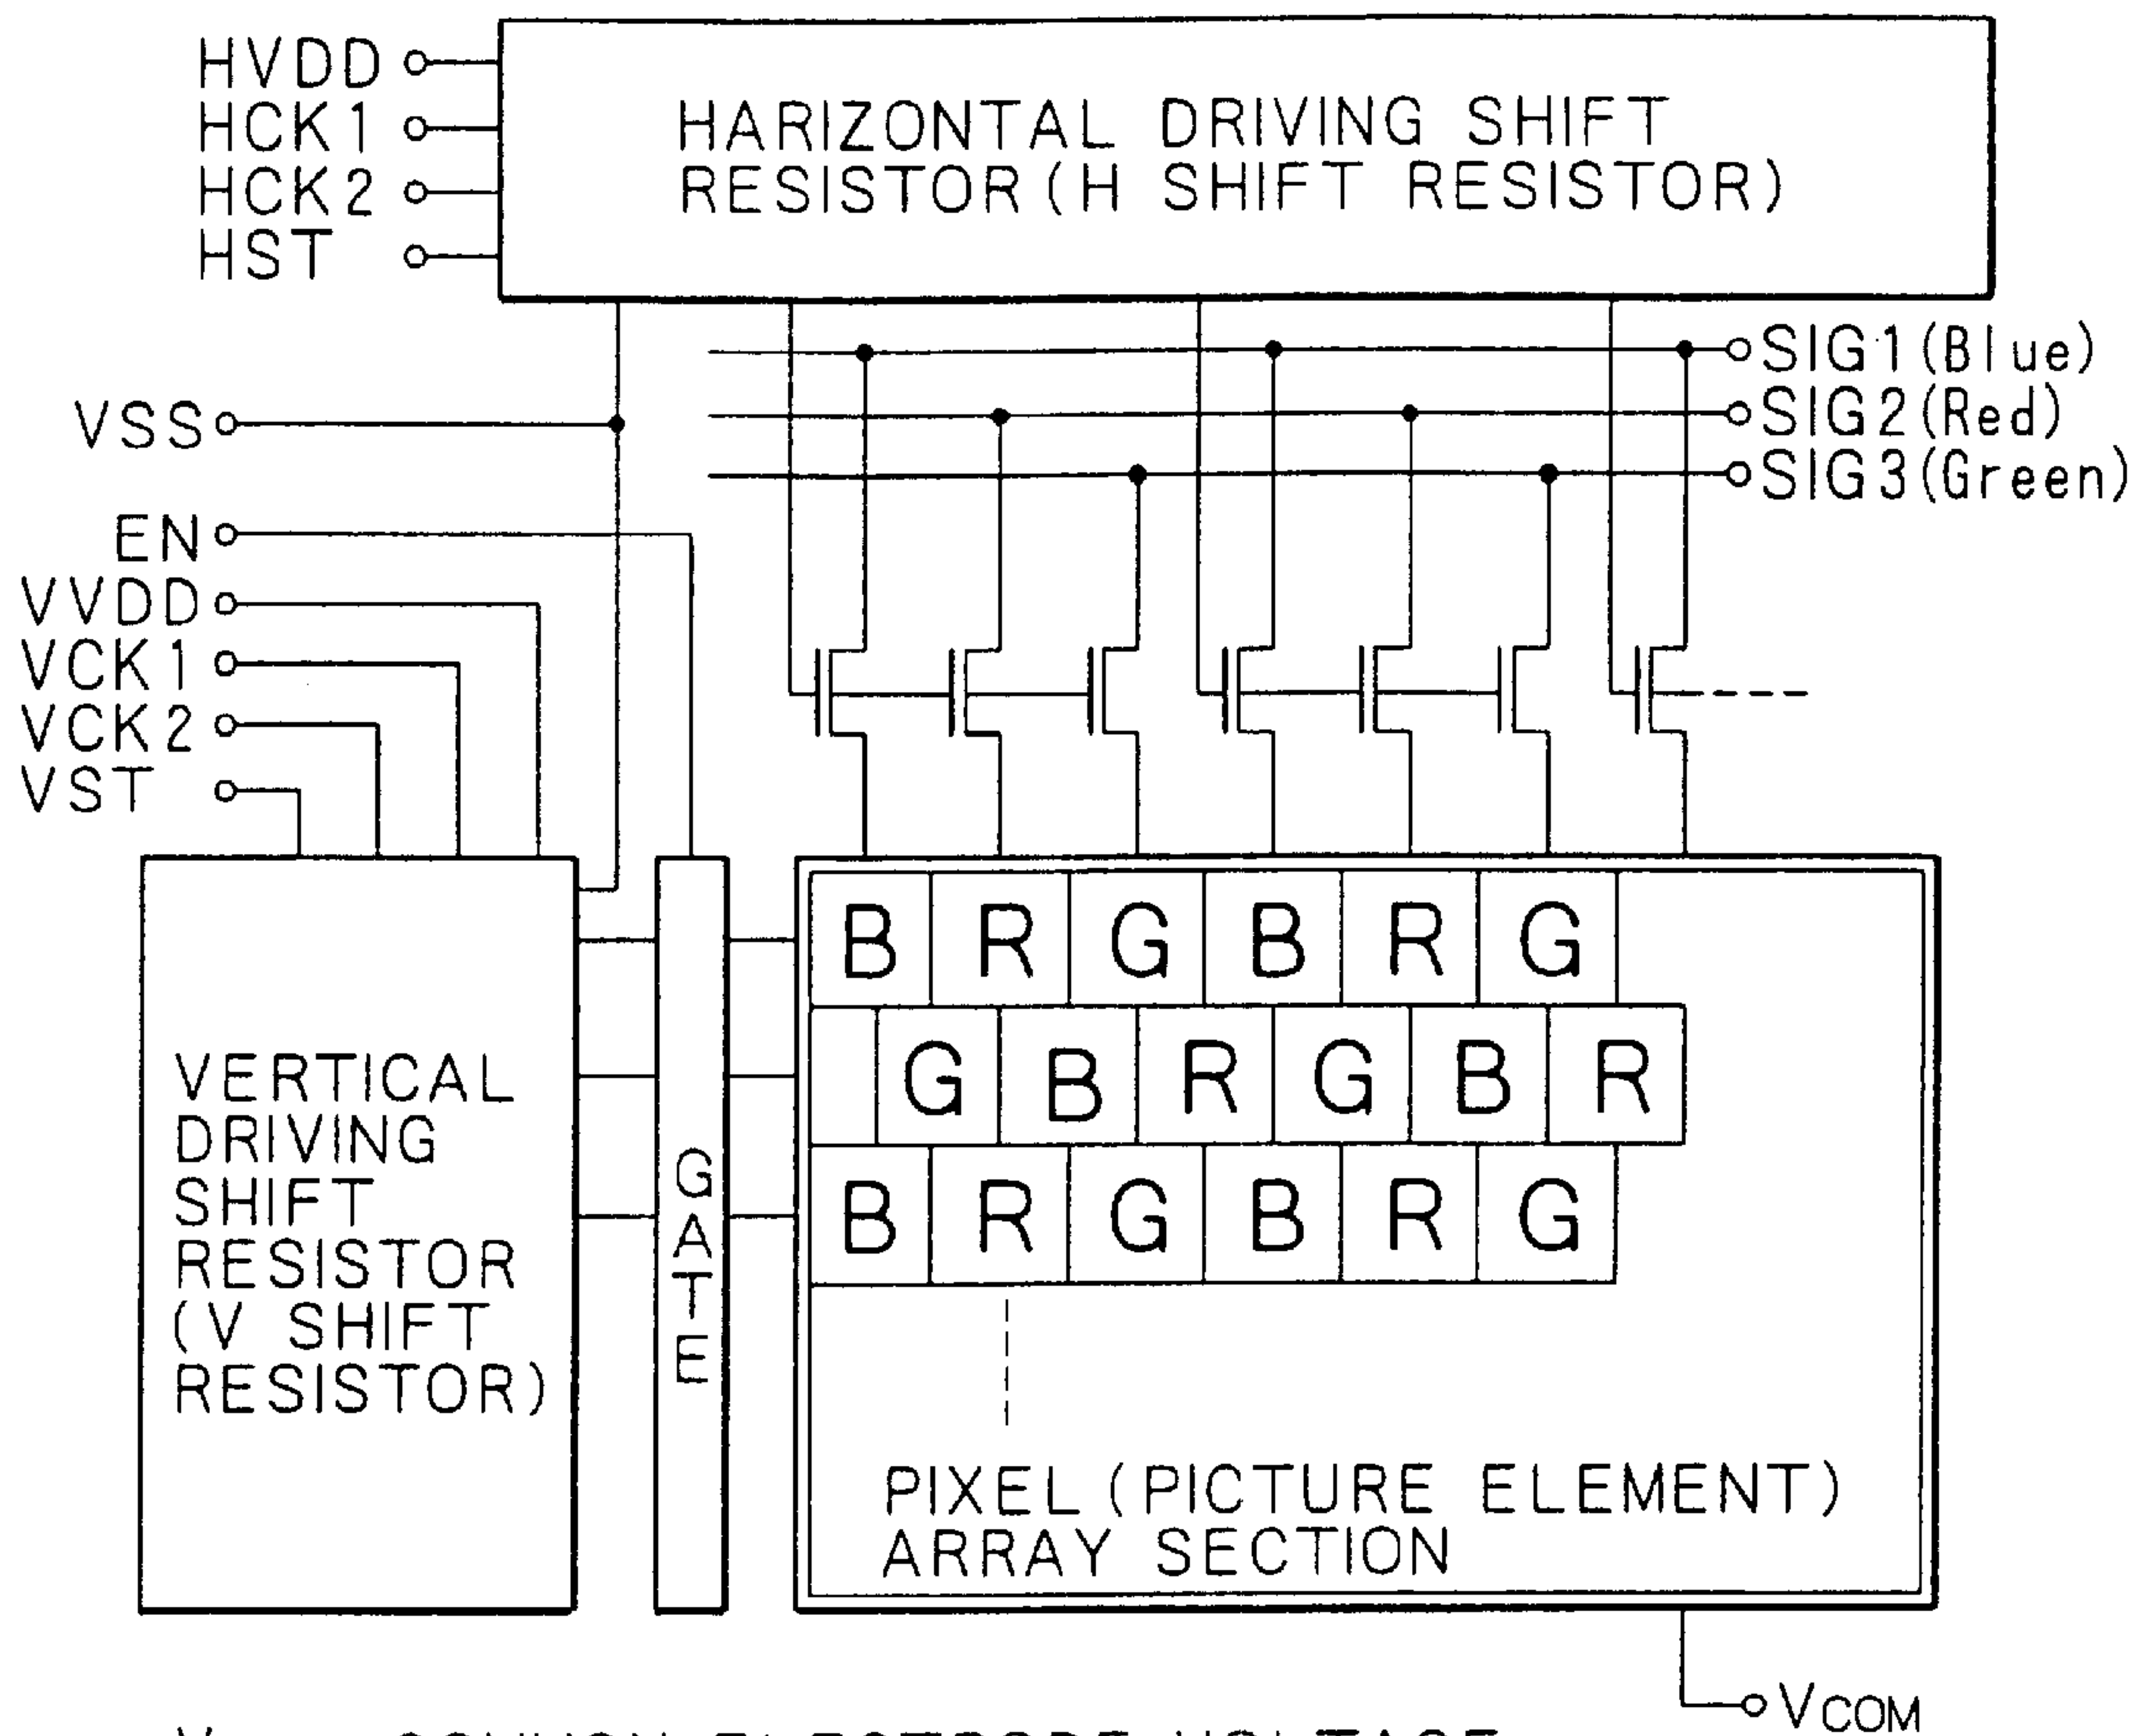 HVDD
HCK1
HCK2
HST
HARIZONTAL DRIVING SHIFT
RESISTOR(H SHIFT RESISTOR)
SIG1(Blue)
SIG2(Red)
SIG3(Green)
VSS
EN
VVDD
VCK1
VCK2
VST
VERTICAL
DRIVING
SHIFT
RESISTOR
(V SHIFT
RESISTOR)
GATE
B R G B R G
G B R G B R
B R G B R G
PIXEL(PICTURE ELEMENT)
ARRAY SECTION
VCOM